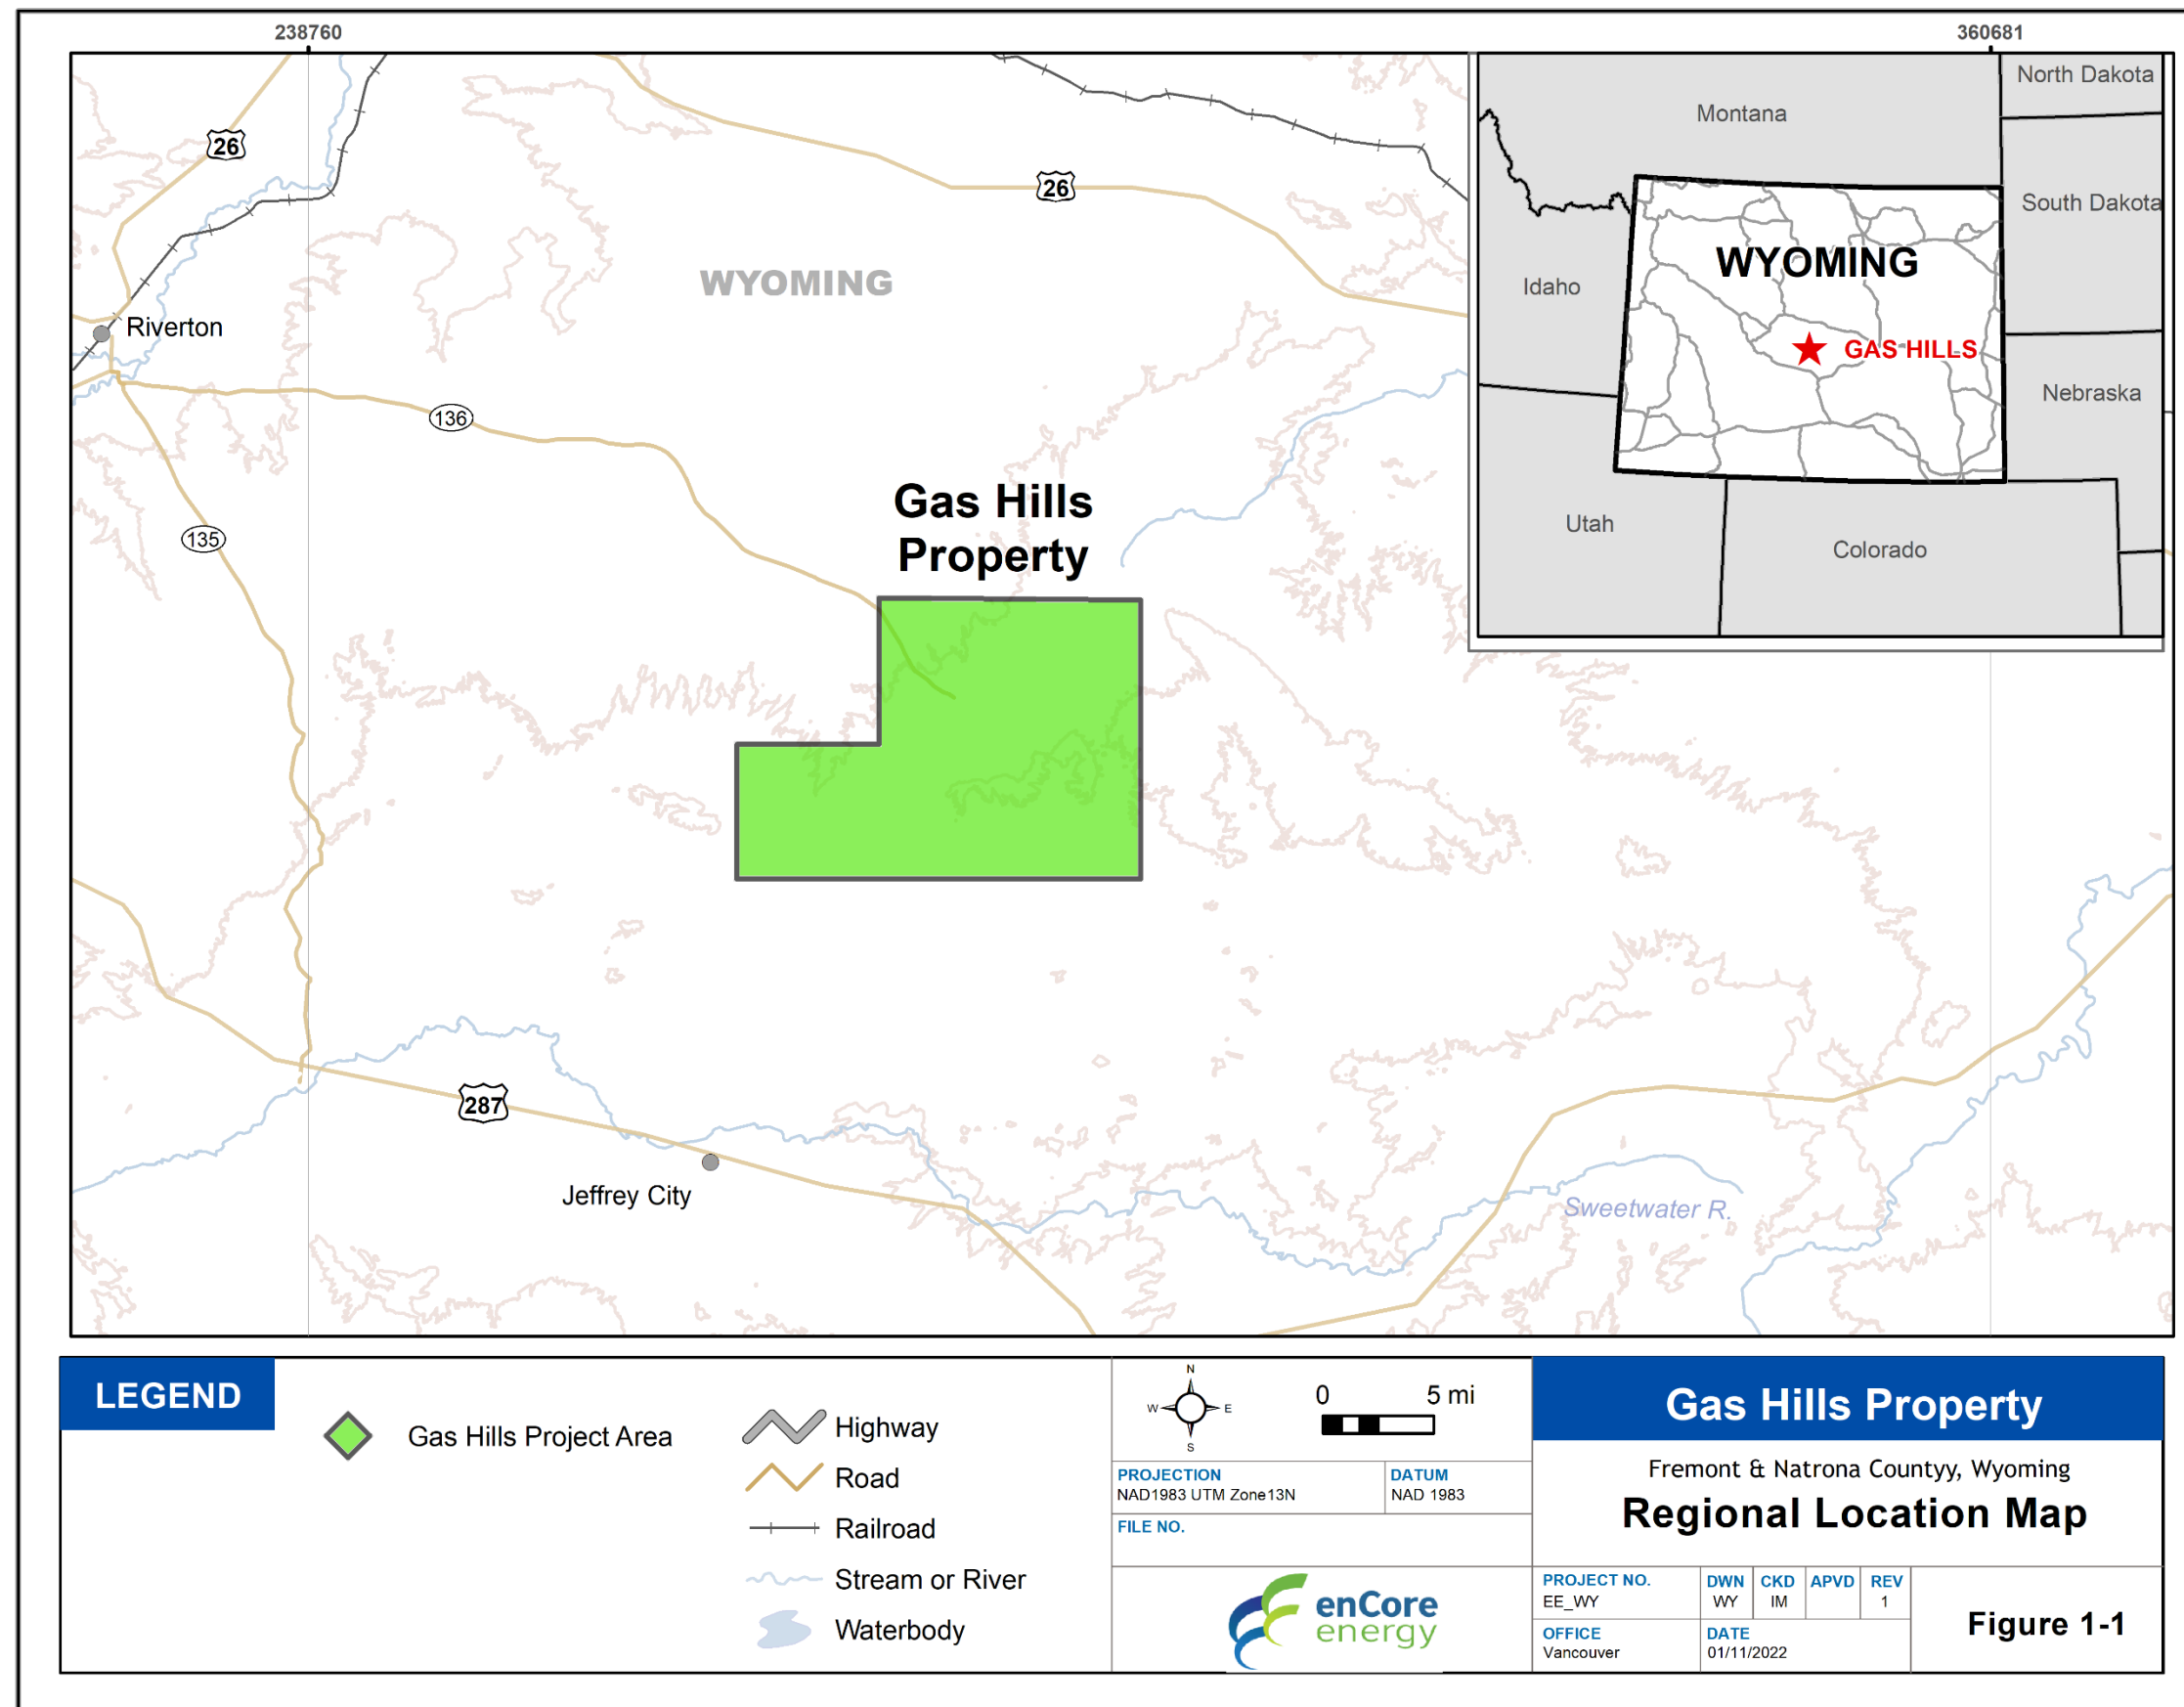 238760
360681
26
26
WYOMING
Riverton
136
135
Gas Hills
Property
287
Jeffrey City
Sweetwater R.
North Dakota
Montana
South Dakota
WYOMING
Idaho
GAS HILLS
Nebraska
Utah
Colorado
LEGEND
Gas Hills Project Area
Highway
Road
Railroad
Stream or River
Waterbody
N
W E
S
0 5 mi
PROJECTION
NAD1983 UTM Zone13N
DATUM
NAD 1983
FILE NO.
enCore
energy
Gas Hills Property
Fremont & Natrona Countyy, Wyoming
Regional Location Map
PROJECT NO.
EE_WY
DWN
WY
CKD
IM
APVD
REV
1
OFFICE
Vancouver
DATE
01/11/2022
Figure 1-1